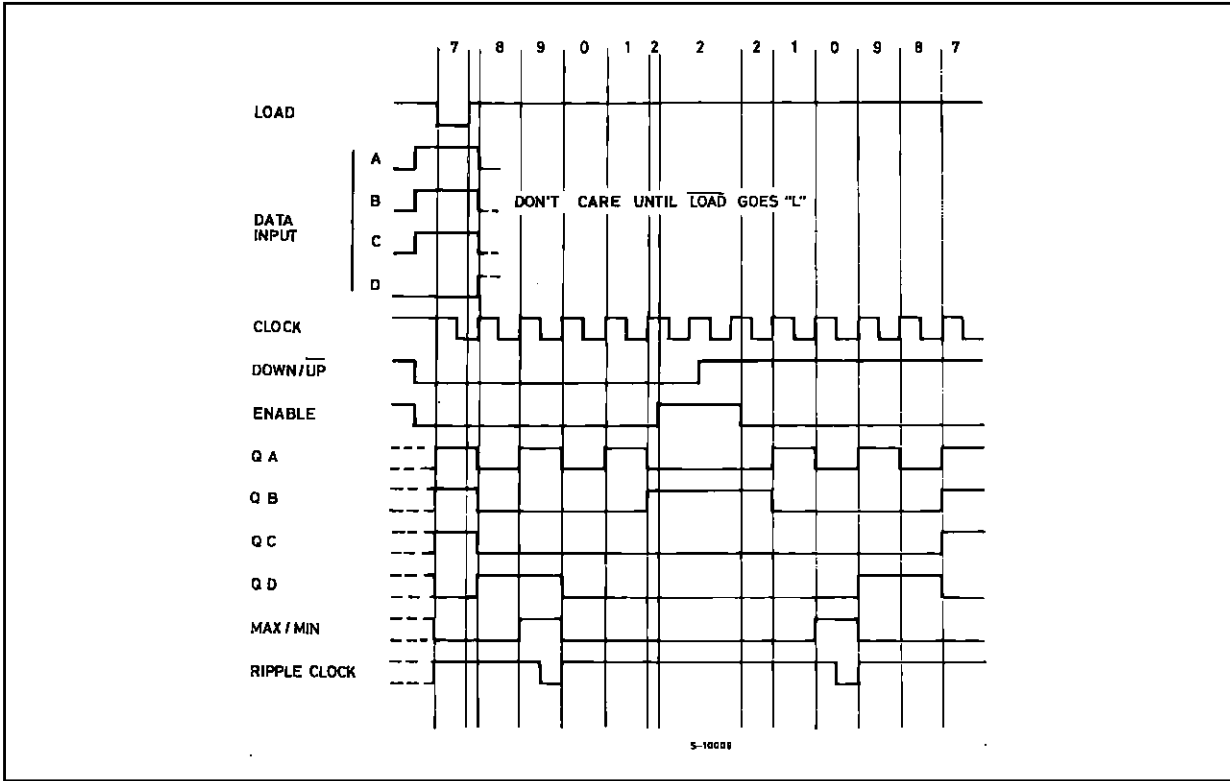 7 8 9 0 1 2 2 2 1 0 9 8 7
LOAD
A
B
DON'T CARE UNTIL LOAD GOES "L"
DATA
INPUT
C
D
CLOCK
DOWN/UP
ENABLE
Q A
Q B
Q C
Q D
MAX / MIN
RIPPLE CLOCK
S-10008